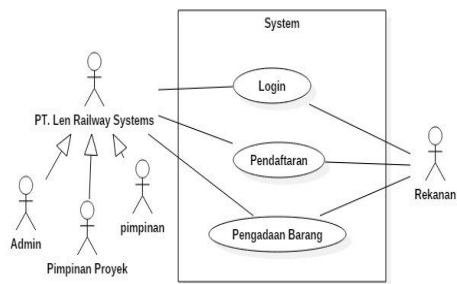 System
Login
PT. Len Railway Systems
Pendaftaran
Rekanan
pimpinan
Pengadaan Barang
Admin
Pimpinan Proyek